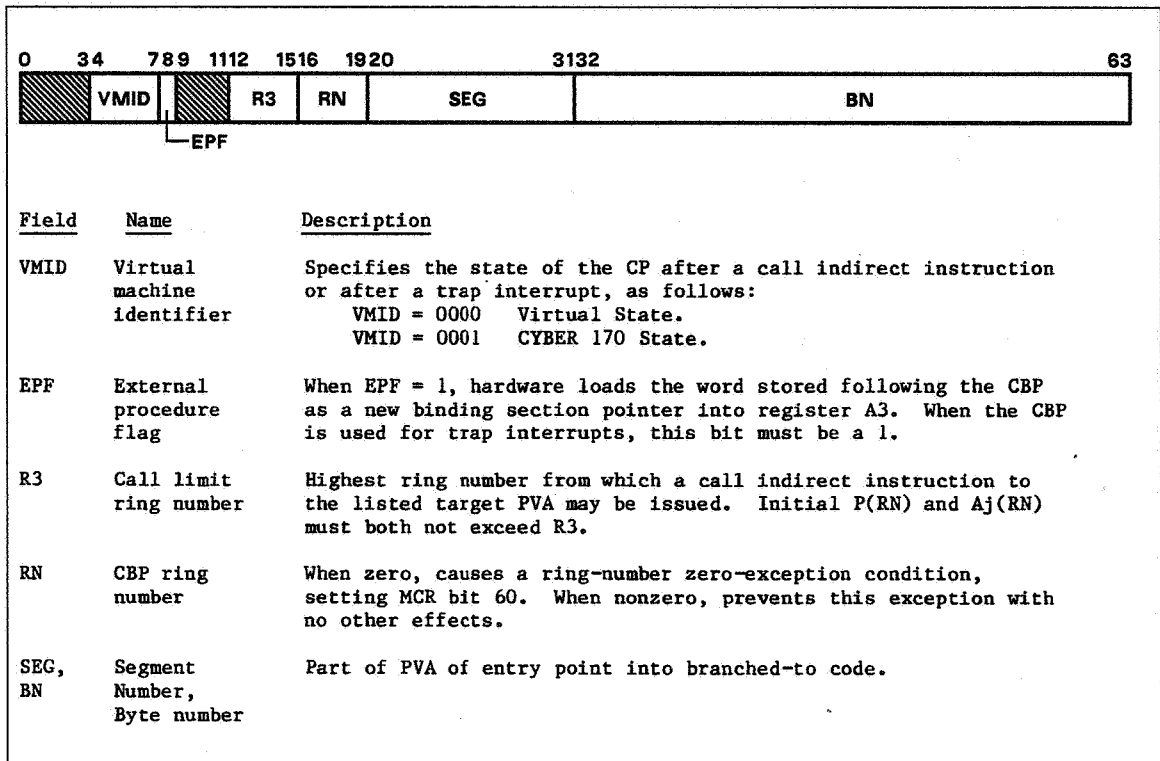 0 34 789 1112 1516 1920 3132 63
VMID R3 RN SEG BN
EPF
Field Name Description
VMID Virtual Specifies the state of the CP after a call indirect instruction
machine or after a trap interrupt, as follows:
identifier VMID = 0000 Virtual State.
VMID = 0001 CYBER 170 State.
EPF External When EPF = 1, hardware loads the word stored following the CBP
procedure as a new binding section pointer into register A3. When the CBP
flag is used for trap interrupts, this bit must be a 1.
R3 Call limit Highest ring number from which a call indirect instruction to
ring number the listed target PVA may be issued. Initial P(RN) and Aj(RN)
must both not exceed R3.
RN CBP ring When zero, causes a ring-number zero-exception condition,
number setting MCR bit 60. When nonzero, prevents this exception with
no other effects.
SEG, Segment Part of PVA of entry point into branched-to code.
BN Number,
Byte number